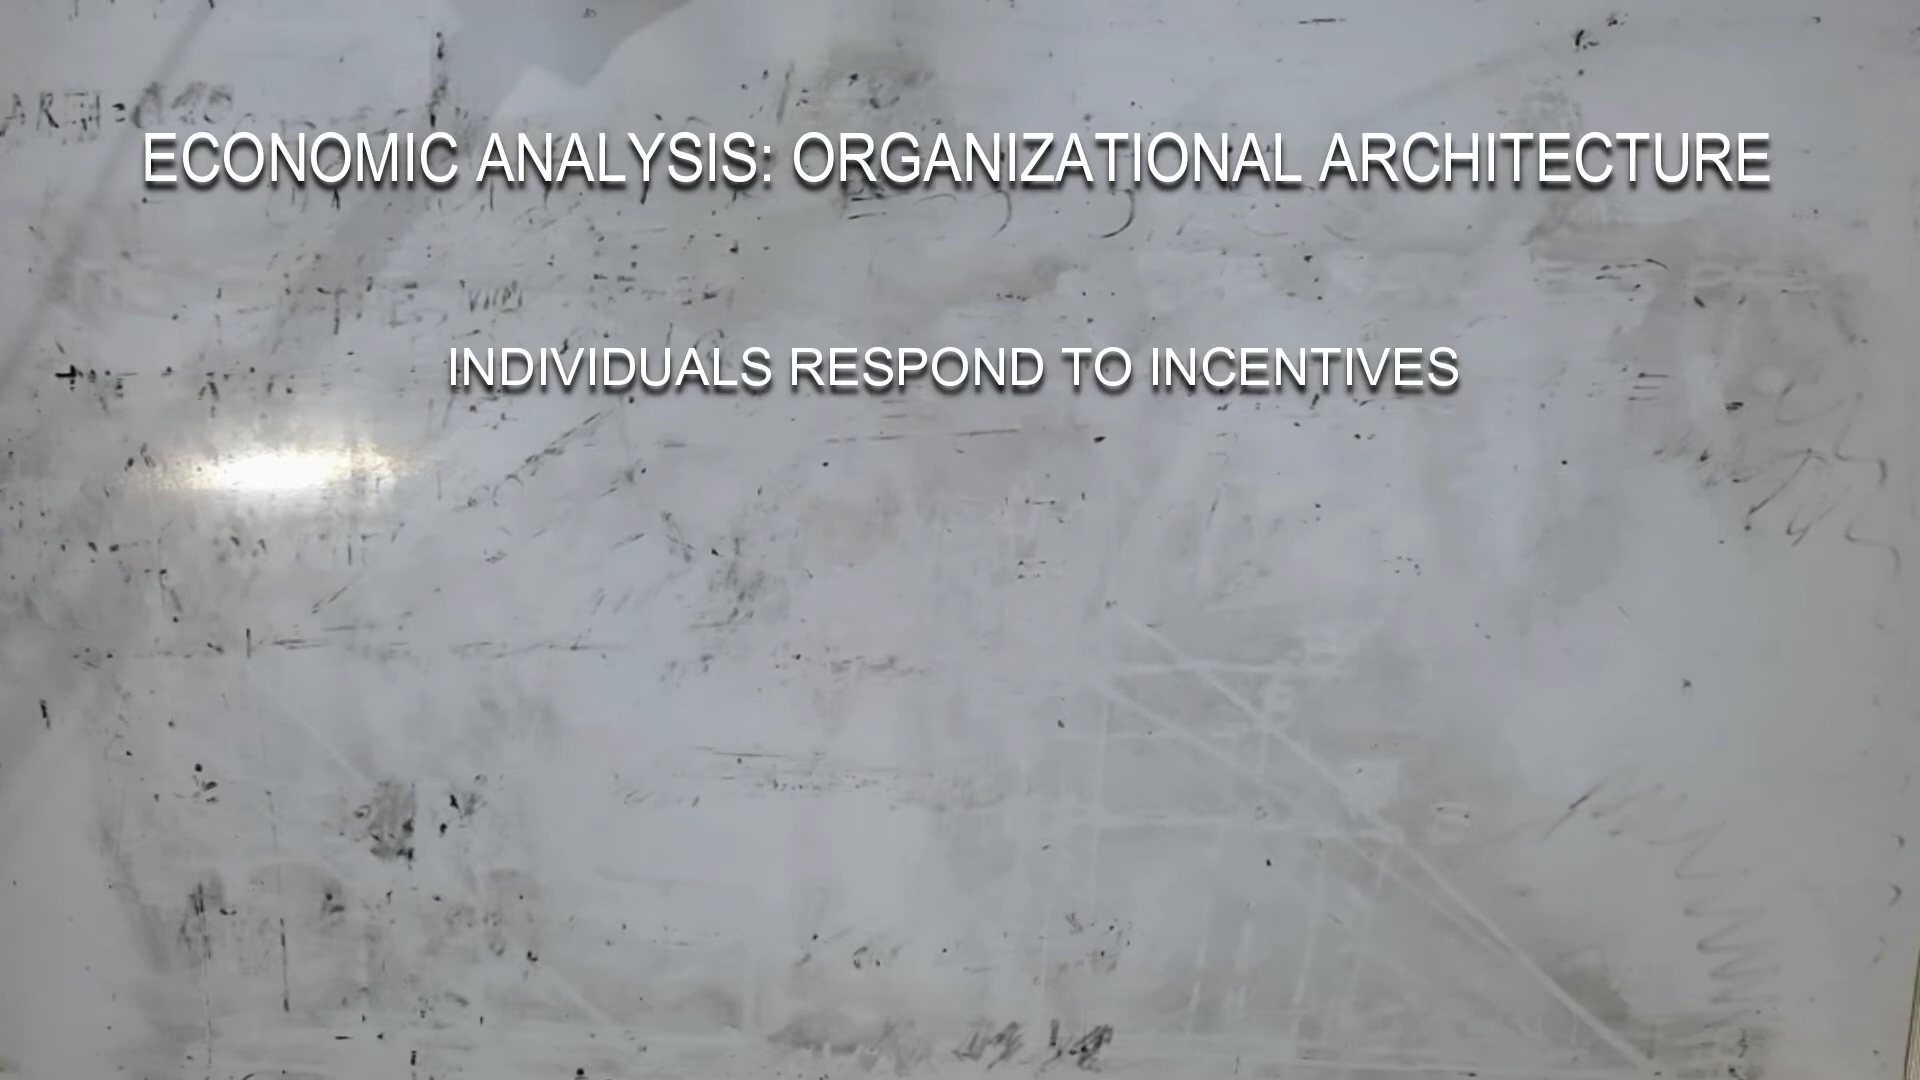 ECONOMIC ANALYSIS: ORGANIZATIONAL ARCHITECTURE
INDIVIDUALS RESPOND TO INCENTIVES